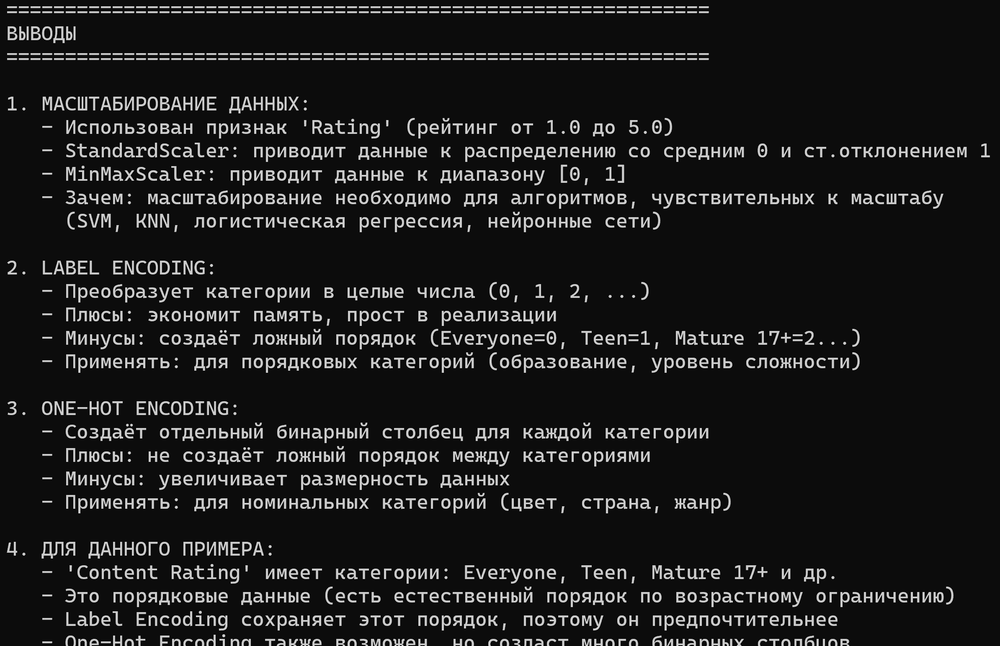 ============================================================
ВЫВОДЫ
============================================================
1. МАСШТАБИРОВАНИЕ ДАННЫХ:
- Использован признак 'Rating' (рейтинг от 1.0 до 5.0)
- StandardScaler: приводит данные к распределению со средним 0 и ст.отклонением 1
- MinMaxScaler: приводит данные к диапазону [0, 1]
- Зачем: масштабирование необходимо для алгоритмов, чувствительных к масштабу
(SVM, KNN, логистическая регрессия, нейронные сети)
2. LABEL ENCODING:
- Преобразует категории в целые числа (0, 1, 2, ...)
- Плюсы: экономит память, прост в реализации
- Минусы: создаёт ложный порядок (Everyone=0, Teen=1, Mature 17+=2...)
- Применять: для порядковых категорий (образование, уровень сложности)
3. ONE-HOT ENCODING:
- Создаёт отдельный бинарный столбец для каждой категории
- Плюсы: не создаёт ложный порядок между категориями
- Минусы: увеличивает размерность данных
- Применять: для номинальных категорий (цвет, страна, жанр)
4. ДЛЯ ДАННОГО ПРИМЕРА:
- 'Content Rating' имеет категории: Everyone, Teen, Mature 17+ и др.
- Это порядковые данные (есть естественный порядок по возрастному ограничению)
- Label Encoding сохраняет этот порядок, поэтому он предпочтительнее
- One-Hot Encoding также возможен, но создаст много бинарных столбцов